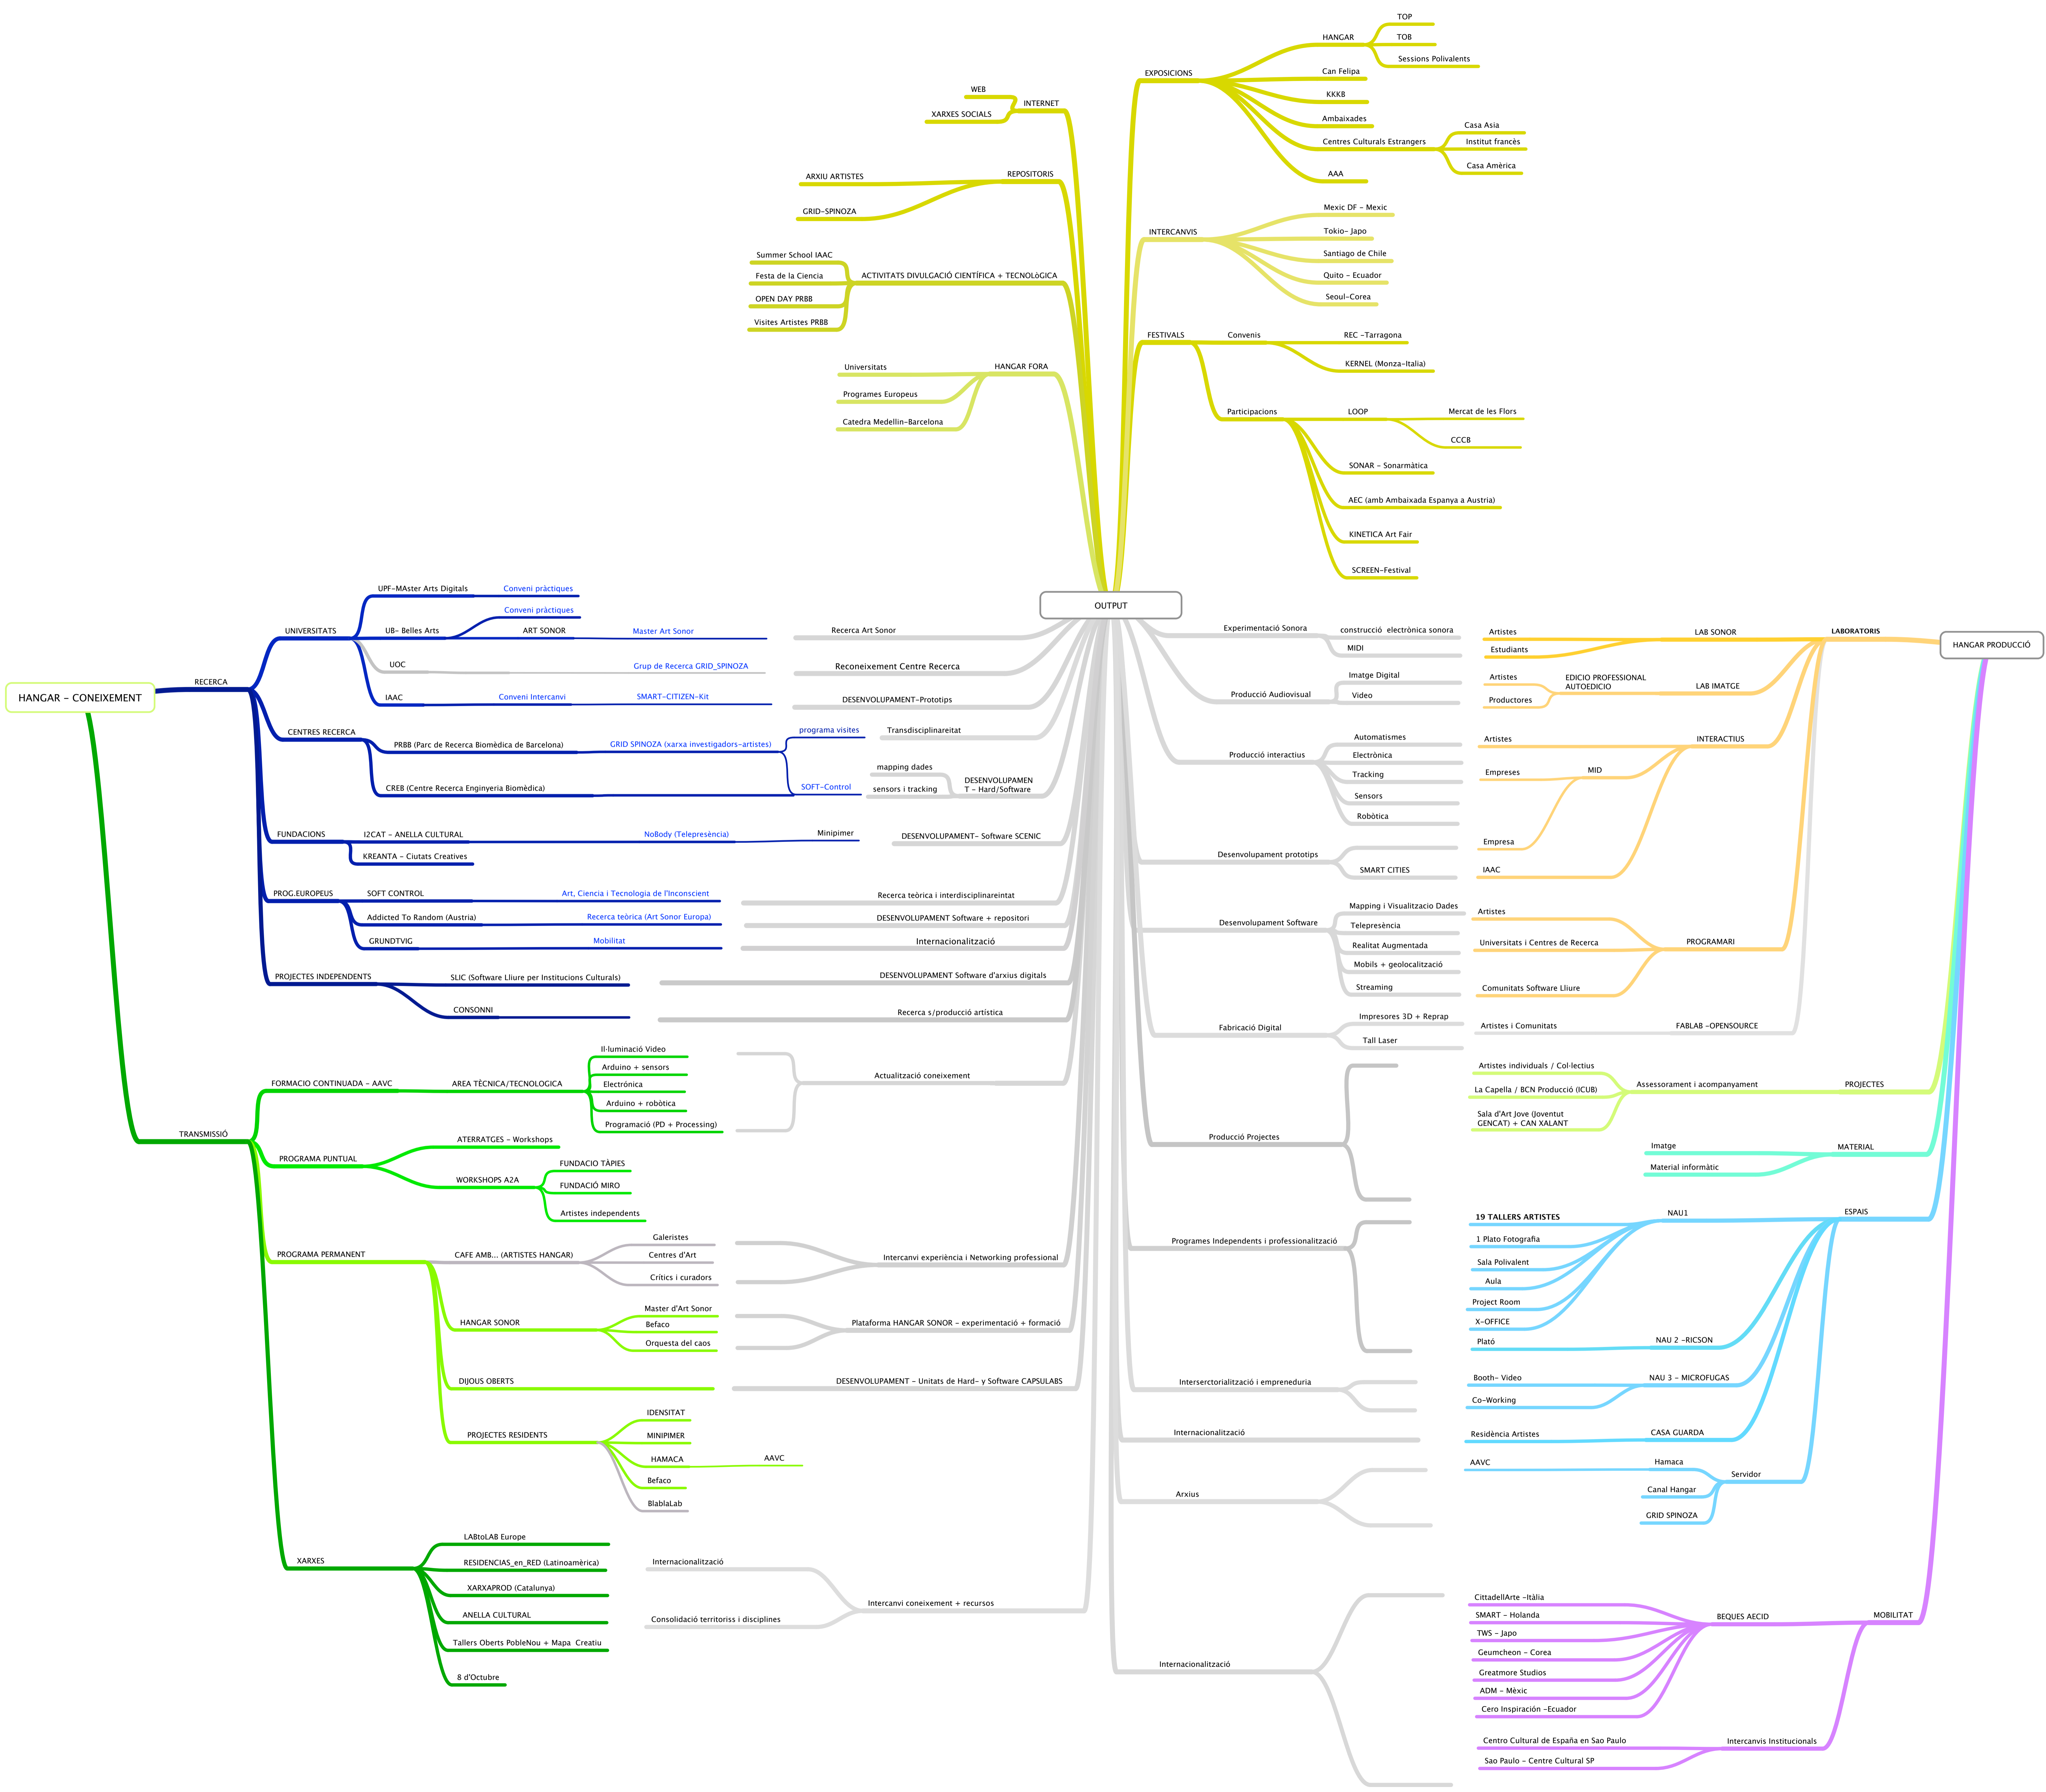 TOP
HANGAR
TOB
Sessions Polivalents
EXPOSICIONS
Can Felipa
KKKB
Ambaixades
Centres Culturals Estrangers
Casa Asia
Institut francès
Casa Amèrica
AAA
WEB
INTERNET
XARXES SOCIALS
ARXIU ARTISTES
REPOSITORIS
GRID-SPINOZA
INTERCANVIS
Mexic DF - Mexic
Tokio- Japo
Santiago de Chile
Quito - Ecuador
Seoul-Corea
Summer School IAAC
Festa de la Ciencia
ACTIVITATS DIVULGACIÓ CIENTÍFICA + TECNOLòGICA
OPEN DAY PRBB
Visites Artistes PRBB
FESTIVALS
Convenis
REC -Tarragona
KERNEL (Monza-Italia)
Universitats
HANGAR FORA
Programes Europeus
Catedra Medellin-Barcelona
Participacions
LOOP
Mercat de les Flors
CCCB
SONAR - Sonarmàtica
AEC (amb Ambaixada Espanya a Austria)
KINETICA Art Fair
SCREEN-Festival
OUTPUT
HANGAR - CONEIXEMENT
RECERCA
UNIVERSITATS
UPF-MAster Arts Digitals
Conveni pràctiques
Conveni pràctiques
UB- Belles Arts
ART SONOR
Master Art Sonor
Recerca Art Sonor
UOC
Grup de Recerca GRID_SPINOZA
Reconeixement Centre Recerca
IAAC
Conveni Intercanvi
SMART-CITIZEN-Kit
DESENVOLUPAMENT-Prototips
CENTRES RECERCA
PRBB (Parc de Recerca Biomèdica de Barcelona)
GRID SPINOZA (xarxa investigadors-artistes)
programa visites
Transdisciplinareitat
CREB (Centre Recerca Enginyeria Biomèdica)
SOFT-Control
mapping dades
sensors i tracking
DESENVOLUPAMEN
T - Hard/Software
FUNDACIONS
I2CAT - ANELLA CULTURAL
NoBody (Telepresència)
Minipimer
DESENVOLUPAMENT- Software SCENIC
KREANTA - Ciutats Creatives
PROG.EUROPEUS
SOFT CONTROL
Art, Ciencia i Tecnologia de l'Inconscient
Recerca teòrica i interdisciplinareintat
Addicted To Random (Austria)
Recerca teòrica (Art Sonor Europa)
DESENVOLUPAMENT Software + repositori
GRUNDTVIG
Mobilitat
Internacionalització
PROJECTES INDEPENDENTS
SLIC (Software Lliure per Institucions Culturals)
DESENVOLUPAMENT Software d'arxius digitals
CONSONNI
Recerca s/producció artística
TRANSMISSIÓ
FORMACIO CONTINUADA - AAVC
AREA TÈCNICA/TECNOLOGICA
Il·luminació Video
Arduino + sensors
Electrónica
Arduino + robòtica
Programació (PD + Processing)
Actualització coneixement
PROGRAMA PUNTUAL
ATERRATGES - Workshops
WORKSHOPS A2A
FUNDACIO TÀPIES
FUNDACIÓ MIRO
Artistes independents
PROGRAMA PERMANENT
CAFE AMB... (ARTISTES HANGAR)
Galeristes
Centres d'Art
Crítics i curadors
Intercanvi experiència i Networking professional
HANGAR SONOR
Master d'Art Sonor
Befaco
Orquesta del caos
Plataforma HANGAR SONOR - experimentació + formació
DIJOUS OBERTS
DESENVOLUPAMENT - Unitats de Hard- y Software CAPSULABS
PROJECTES RESIDENTS
IDENSITAT
MINIPIMER
HAMACA
AAVC
Befaco
BlablaLab
XARXES
LABtoLAB Europe
RESIDENCIAS_en_RED (Latinoamèrica)
XARXAPROD (Catalunya)
ANELLA CULTURAL
Tallers Oberts PobleNou + Mapa  Creatiu
8 d'Octubre
Internacionalització
Consolidació territoriss i disciplines
Intercanvi coneixement + recursos
Experimentació Sonora
construcció  electrònica sonora
MIDI
Artistes
Estudiants
LAB SONOR
LABORATORIS
HANGAR PRODUCCIÓ
Producció Audiovisual
Imatge Digital
Video
Artistes
Productores
EDICIO PROFESSIONAL
AUTOEDICIO
LAB IMATGE
Producció interactius
Automatismes
Electrònica
Tracking
Sensors
Robòtica
Artistes
INTERACTIUS
Empreses
MID
Empresa
IAAC
Desenvolupament prototips
SMART CITIES
Desenvolupament Software
Mapping i Visualització Dades
Telepresència
Realitat Augmentada
Mobils + geolocalització
Streaming
Artistes
Universitats i Centres de Recerca
Comunitats Software Lliure
PROGRAMARI
Fabricació Digital
Impresores 3D + Reprap
Tall Laser
Artistes i Comunitats
FABLAB -OPENSOURCE
Producció Projectes
Artistes individuals / Col·lectius
La Capella / BCN Producció (ICUB)
Sala d'Art Jove (Joventut
GENCAT) + CAN XALANT
Assessorament i acompanyament
PROJECTES
Imatge
Material informàtic
MATERIAL
Programes Independents i professionalització
19 TALLERS ARTISTES
1 Plato Fotografia
Sala Polivalent
Aula
Project Room
X-OFFICE
NAU1
ESPAIS
Plató
NAU 2 -RICSON
Interserctorialització i empreneduria
Booth- Video
Co-Working
NAU 3 - MICROFUGAS
Internacionalització
Residència Artistes
CASA GUARDA
Arxius
AAVC
Hamaca
Canal Hangar
GRID SPINOZA
Servidor
Internacionalització
CittadellArte -Itàlia
SMART - Holanda
TWS - Japo
Geumcheon - Corea
Greatmore Studios
ADM - Mèxic
Cero Inspiración -Ecuador
BEQUES AECID
MOBILITAT
Centro Cultural de España en Sao Paulo
Sao Paulo - Centre Cultural SP
Intercanvis Institucionals